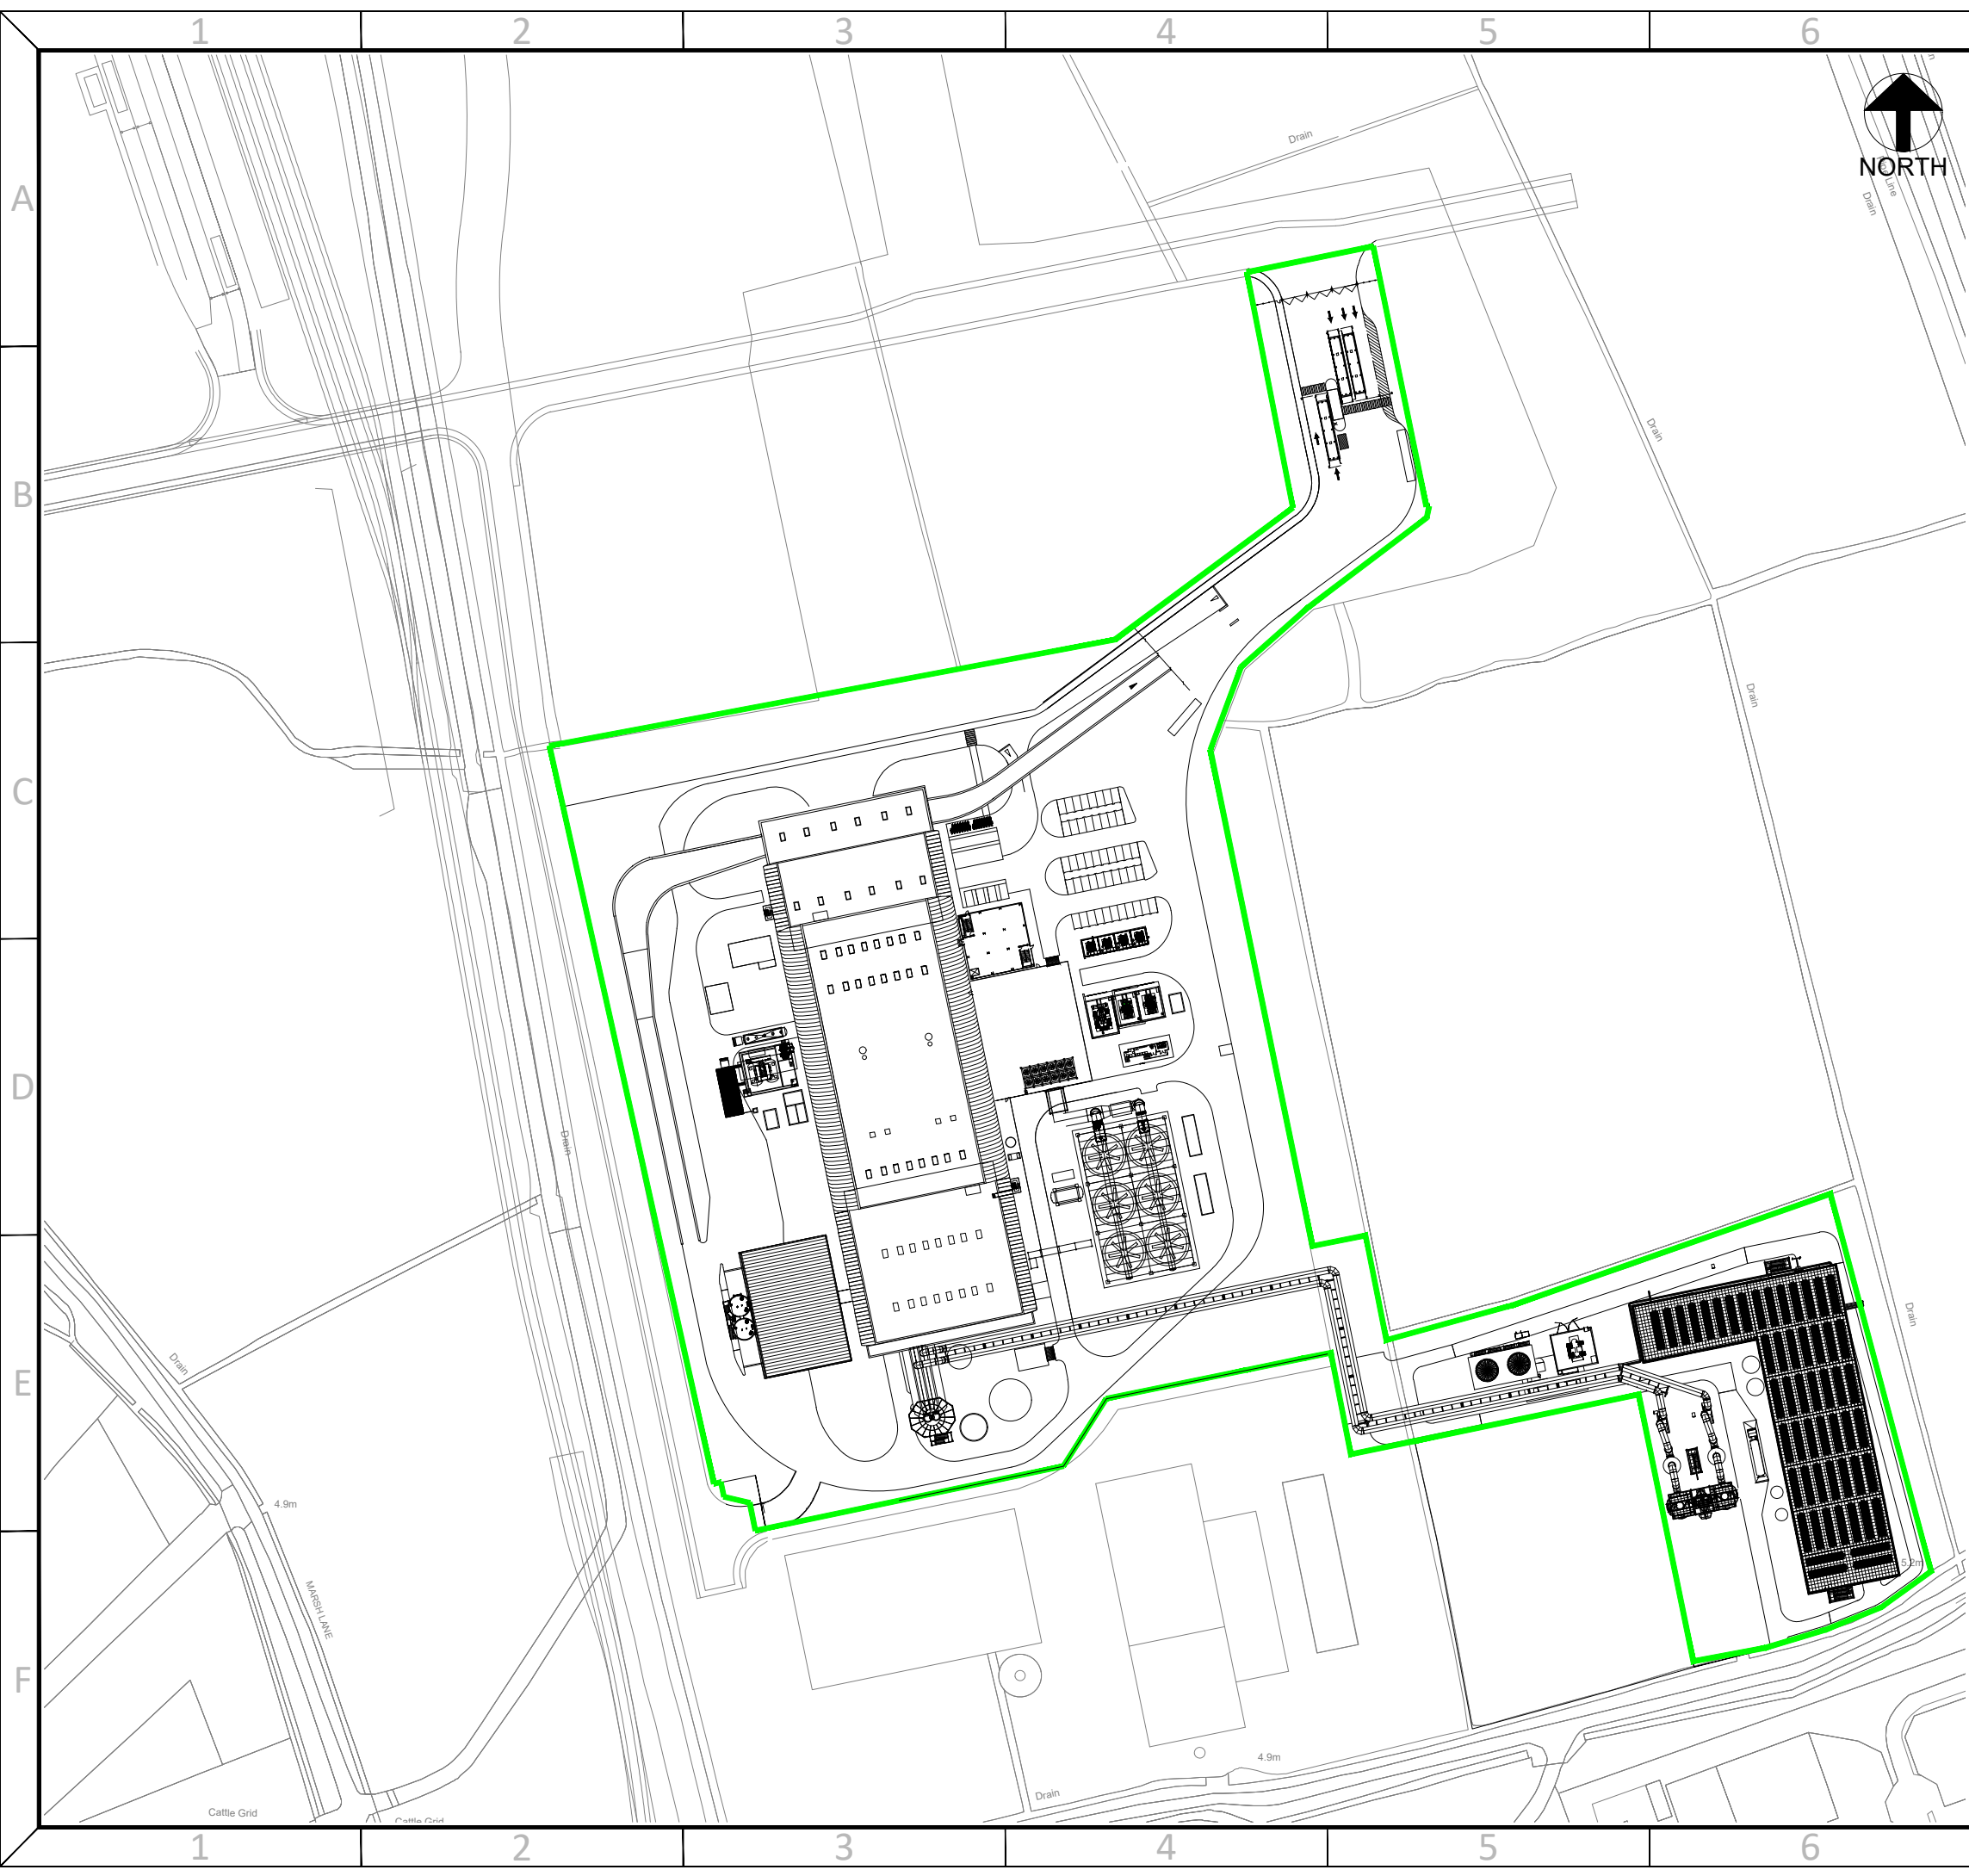 1 2 3 4 5 6
Drain
NORTH
Line
Drain
A
B
Drain
Drain
C
D
Drain
Drain
Drain
E
4.9m
5.2m
MARSH LANE
F
4.9m
Drain
Cattle Grid
Cattle Grid
1 2 3 4 5 6